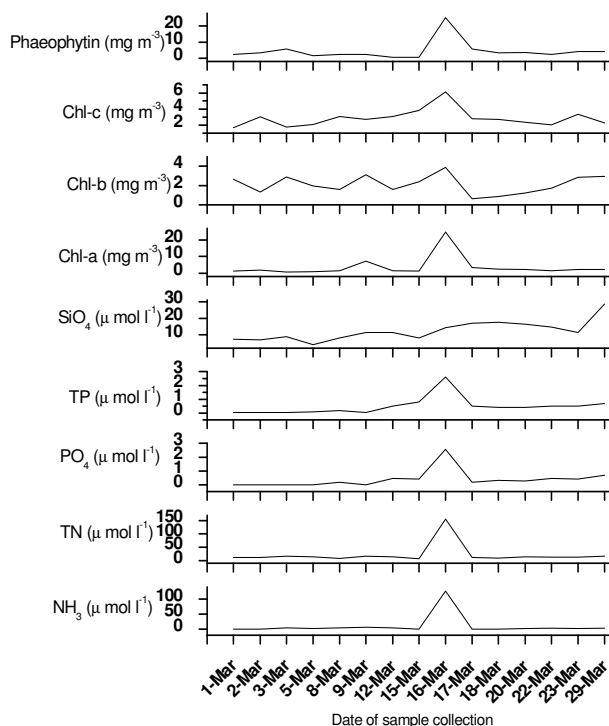 Phaeophytin (mg m⁻³)
20
10
0
Chl-c (mg m⁻³)
6
4
2
Chl-b (mg m⁻³)
4
2
0
Chl-a (mg m⁻³)
20
10
0
SiO₄ (μ mol l⁻¹)
30
20
10
TP (μ mol l⁻¹)
3
2
1
0
PO₄ (μ mol l⁻¹)
3
2
1
0
TN (μ mol l⁻¹)
150
100
50
0
NH₃ (μ mol l⁻¹)
100
50
0
1-Mar
2-Mar
3-Mar
5-Mar
8-Mar
9-Mar
12-Mar
15-Mar
16-Mar
17-Mar
18-Mar
20-Mar
22-Mar
23-Mar
29-Mar
Date of sample collection